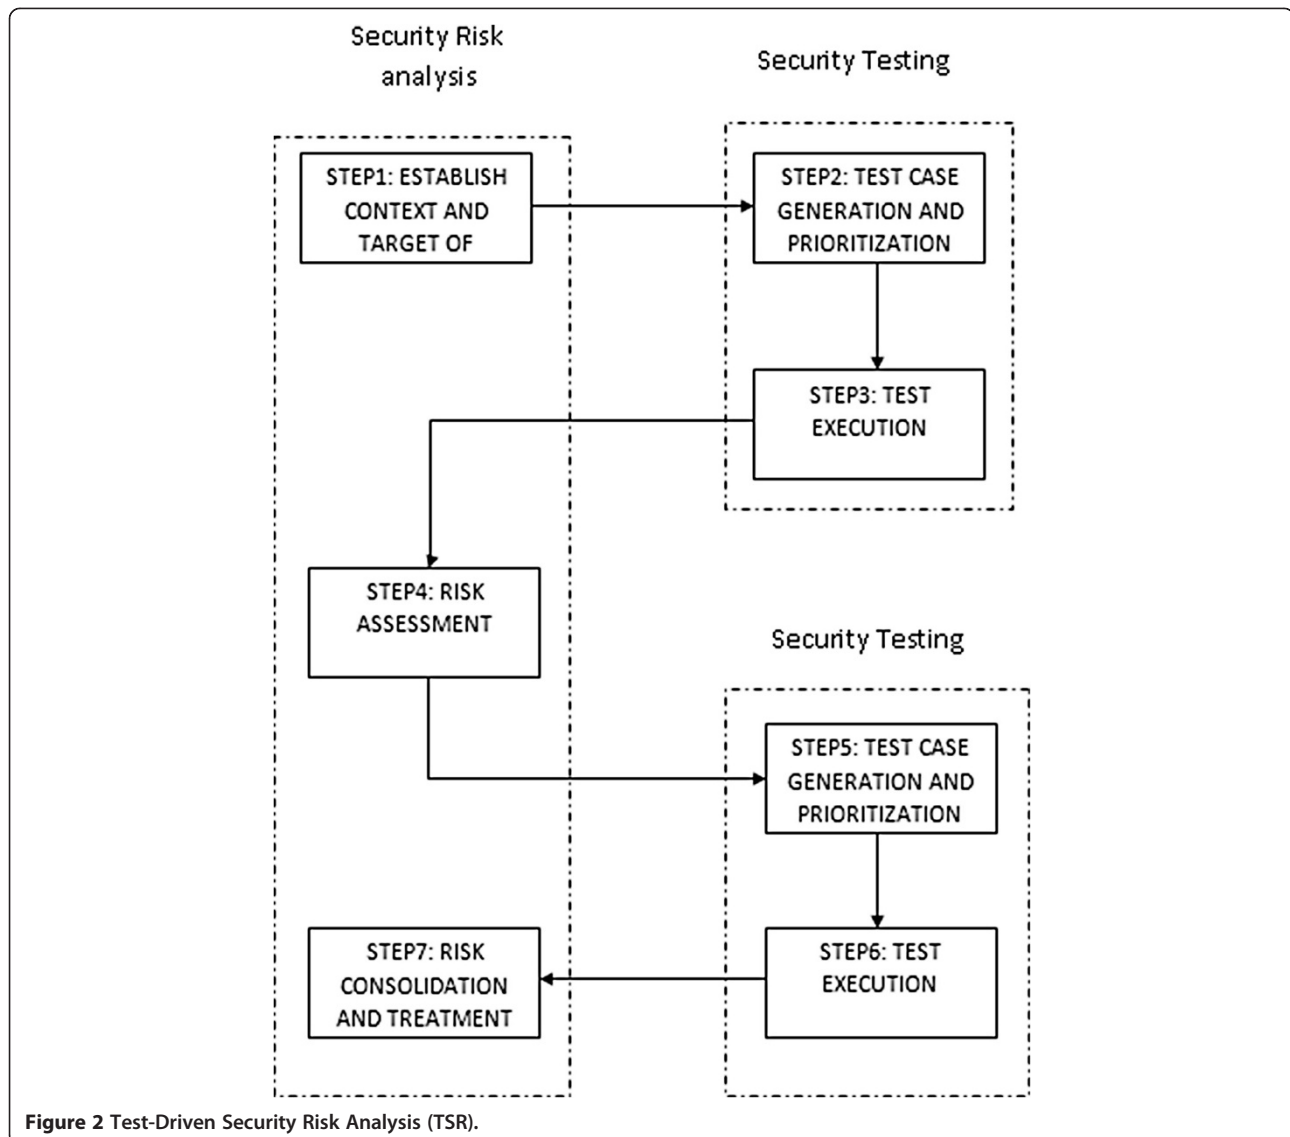 Security Risk
analysis
Security Testing
STEP1: ESTABLISH
CONTEXT AND
TARGET OF
STEP2: TEST CASE
GENERATION AND
PRIORITIZATION
STEP3: TEST
EXECUTION
STEP4: RISK
ASSESSMENT
Security Testing
STEP5: TEST CASE
GENERATION AND
PRIORITIZATION
STEP6: TEST
EXECUTION
STEP7: RISK
CONSOLIDATION
AND TREATMENT
Figure 2 Test-Driven Security Risk Analysis (TSR).